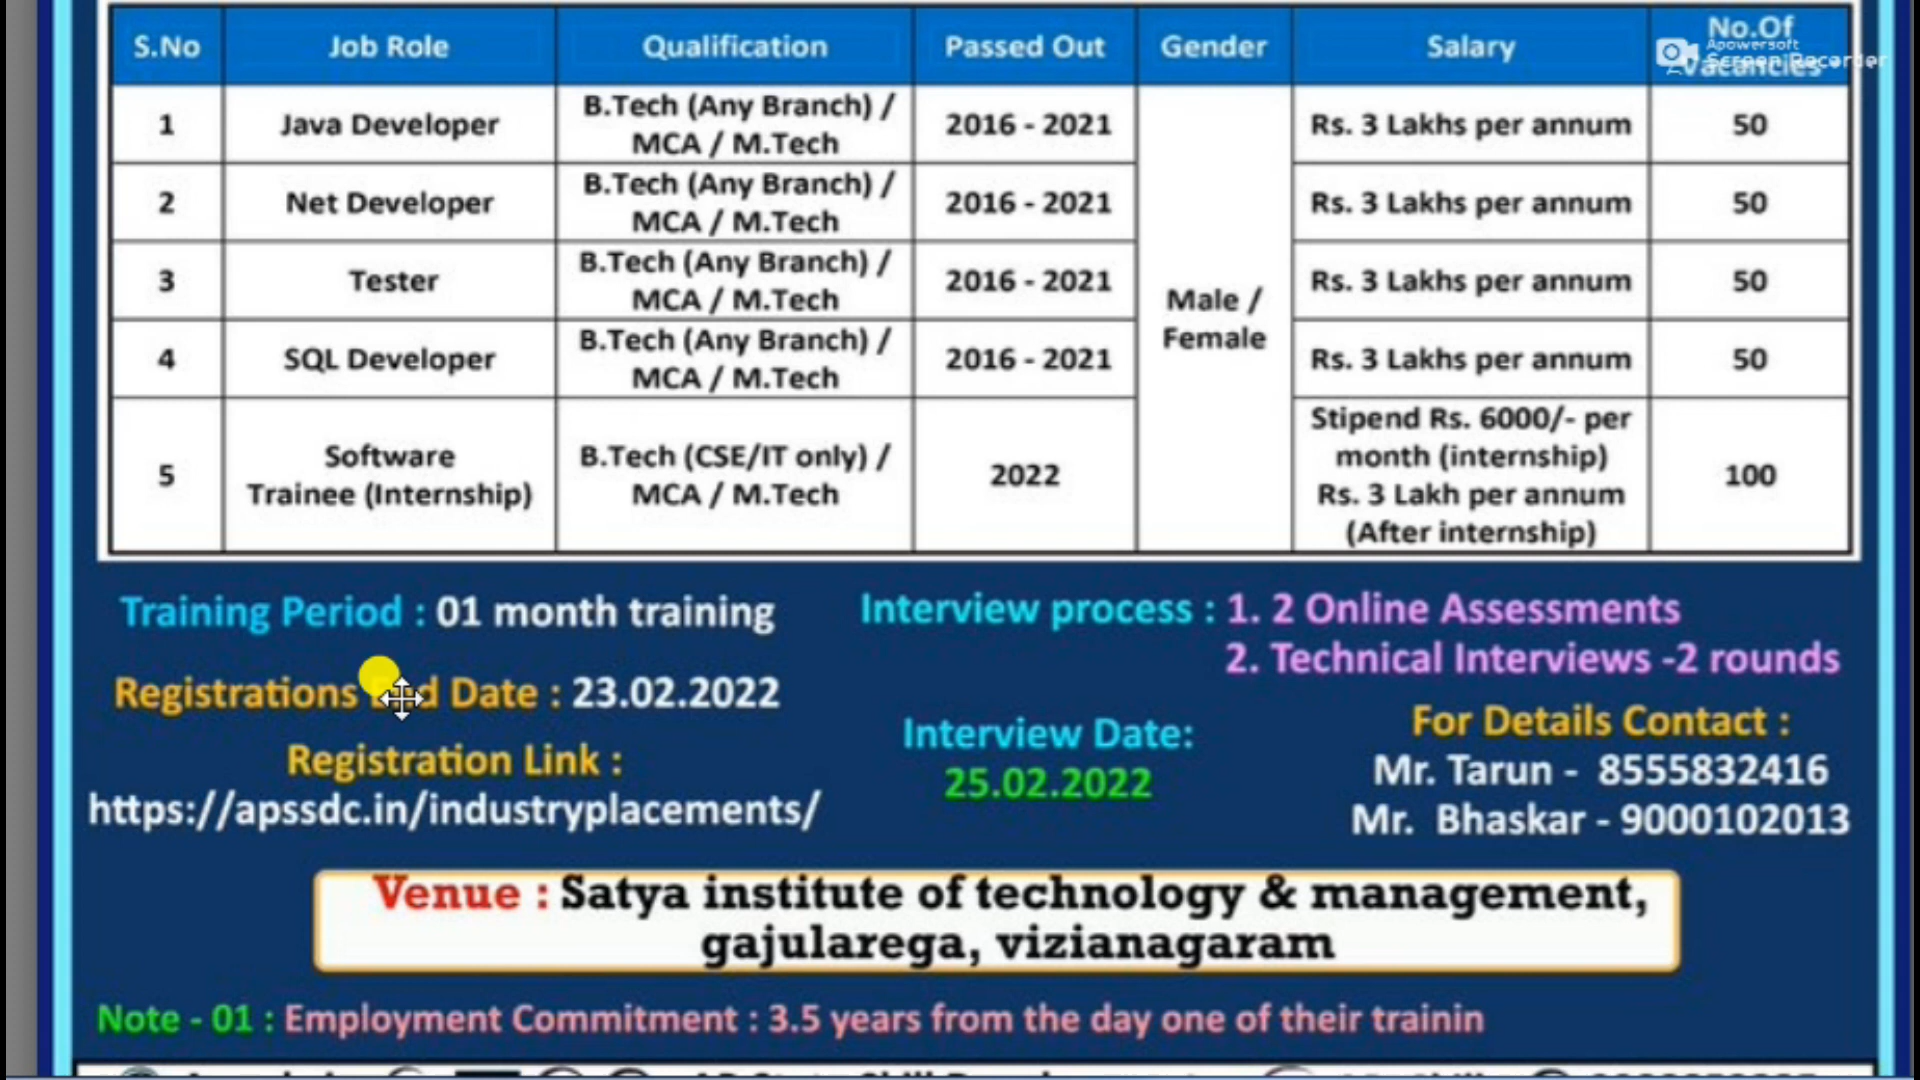 S.No Job Role Qualification Passed Out Gender Salary No.Of Vacancies
Apowersoft
Screen Recorder
1 Java Developer B.Tech (Any Branch) / MCA / M.Tech 2016 - 2021 Rs. 3 Lakhs per annum 50
2 Net Developer B.Tech (Any Branch) / MCA / M.Tech 2016 - 2021 Rs. 3 Lakhs per annum 50
3 Tester B.Tech (Any Branch) / MCA / M.Tech 2016 - 2021 Rs. 3 Lakhs per annum 50
Male /
Female
4 SQL Developer B.Tech (Any Branch) / MCA / M.Tech 2016 - 2021 Rs. 3 Lakhs per annum 50
5 Software Trainee (Internship) B.Tech (CSE/IT only) / MCA / M.Tech 2022 Stipend Rs. 6000/- per month (internship) Rs. 3 Lakh per annum (After internship) 100
Training Period : 01 month training
Interview process : 1. 2 Online Assessments
2. Technical Interviews -2 rounds
Registrations End Date : 23.02.2022
Registration Link :
https://apssdc.in/industryplacements/
Interview Date:
25.02.2022
For Details Contact :
Mr. Tarun - 8555832416
Mr. Bhaskar - 9000102013
Venue : Satya institute of technology & management,
gajularega, vizianagaram
Note - 01 : Employment Commitment : 3.5 years from the day one of their trainin